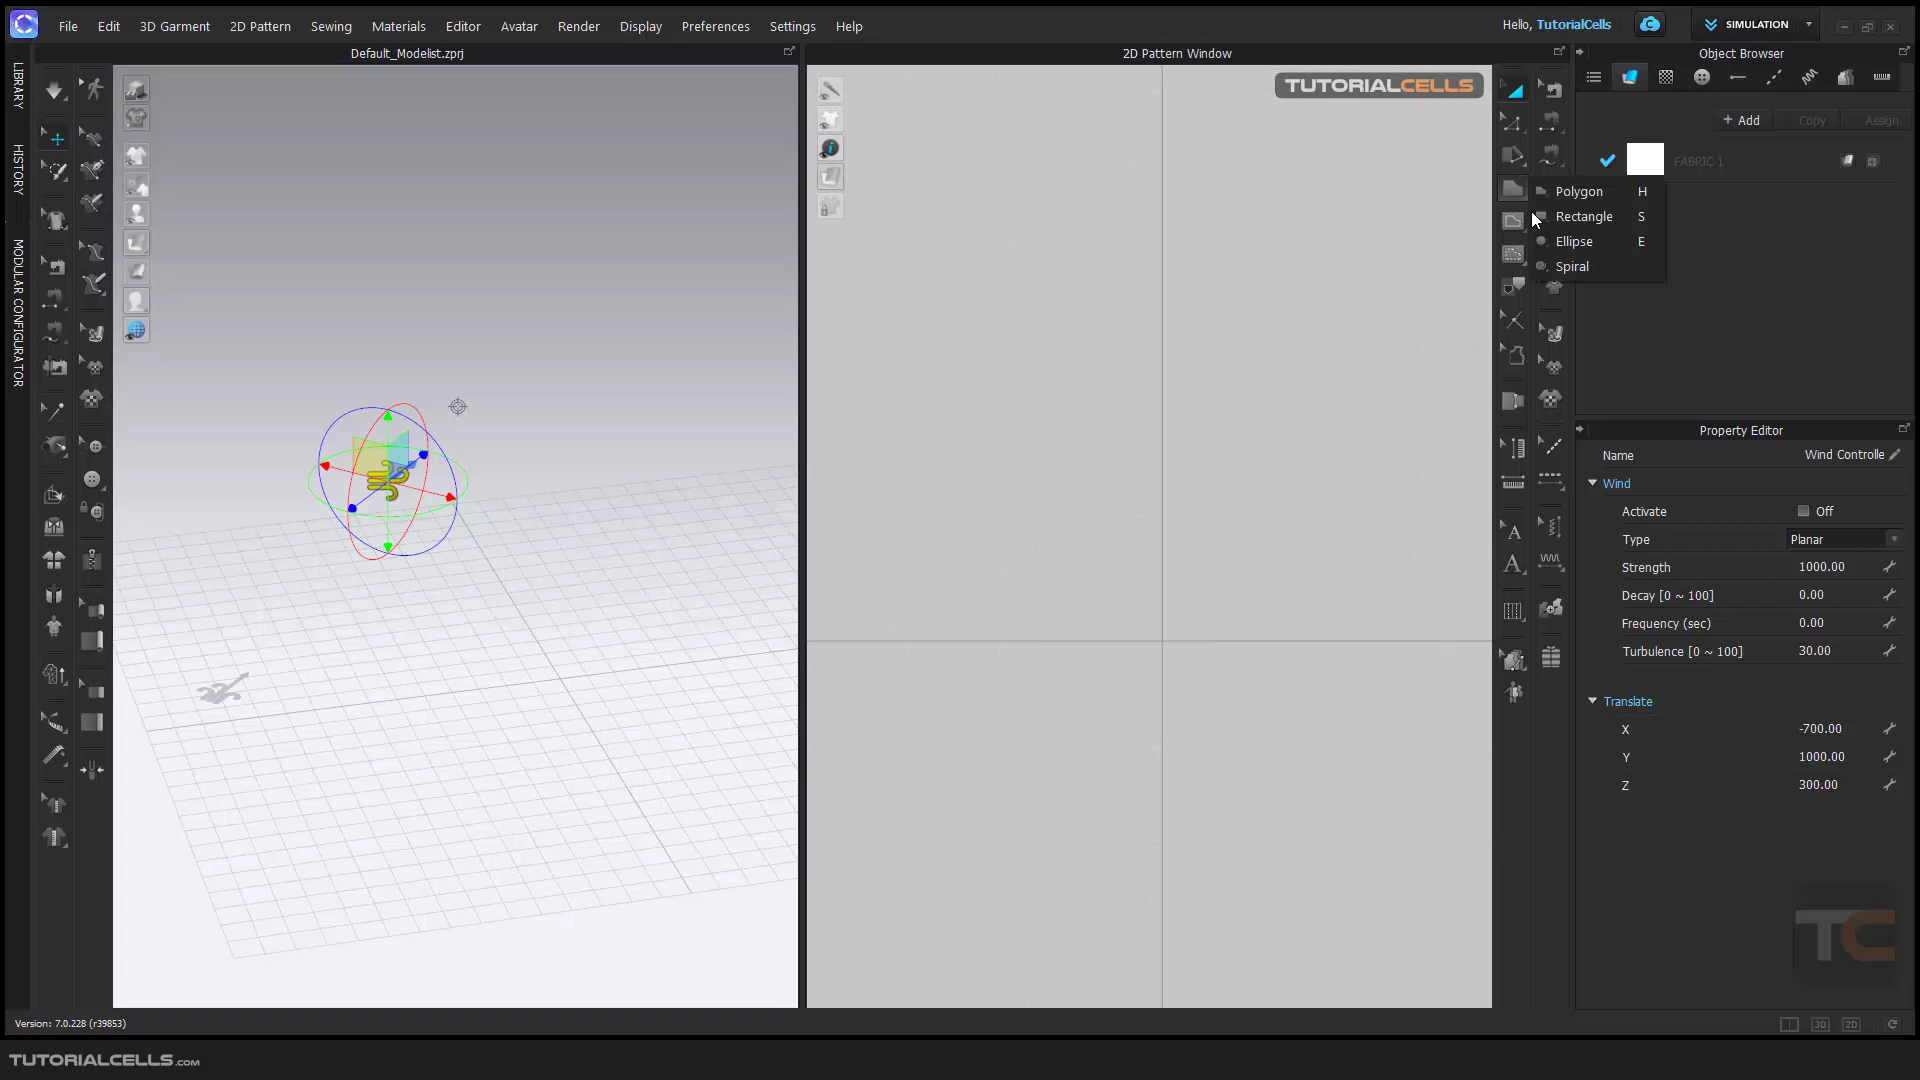 File Edit 3D Garment 2D Pattern Sewing Materials Editor Avatar Render Display Preferences Settings Help
Hello, TutorialCells
SIMULATION
Default_Modelist.zprj
2D Pattern Window
Object Browser
LIBRARY
HISTORY
MODULAR CONFIGURATOR
TUTORIALCELLS
+ Add
Copy
Assign
FABRIC 1
Polygon H
Rectangle S
Ellipse E
Spiral
Property Editor
Name Wind Controlle
Wind
Activate Off
Type Planar
Strength 1000.00
Decay [0 ~ 100] 0.00
Frequency (sec) 0.00
Turbulence [0 ~ 100] 30.00
Translate
X -700.00
Y 1000.00
Z 300.00
TC
Version: 7.0.228 (r39853)
3D
2D
TUTORIALCELLS.com